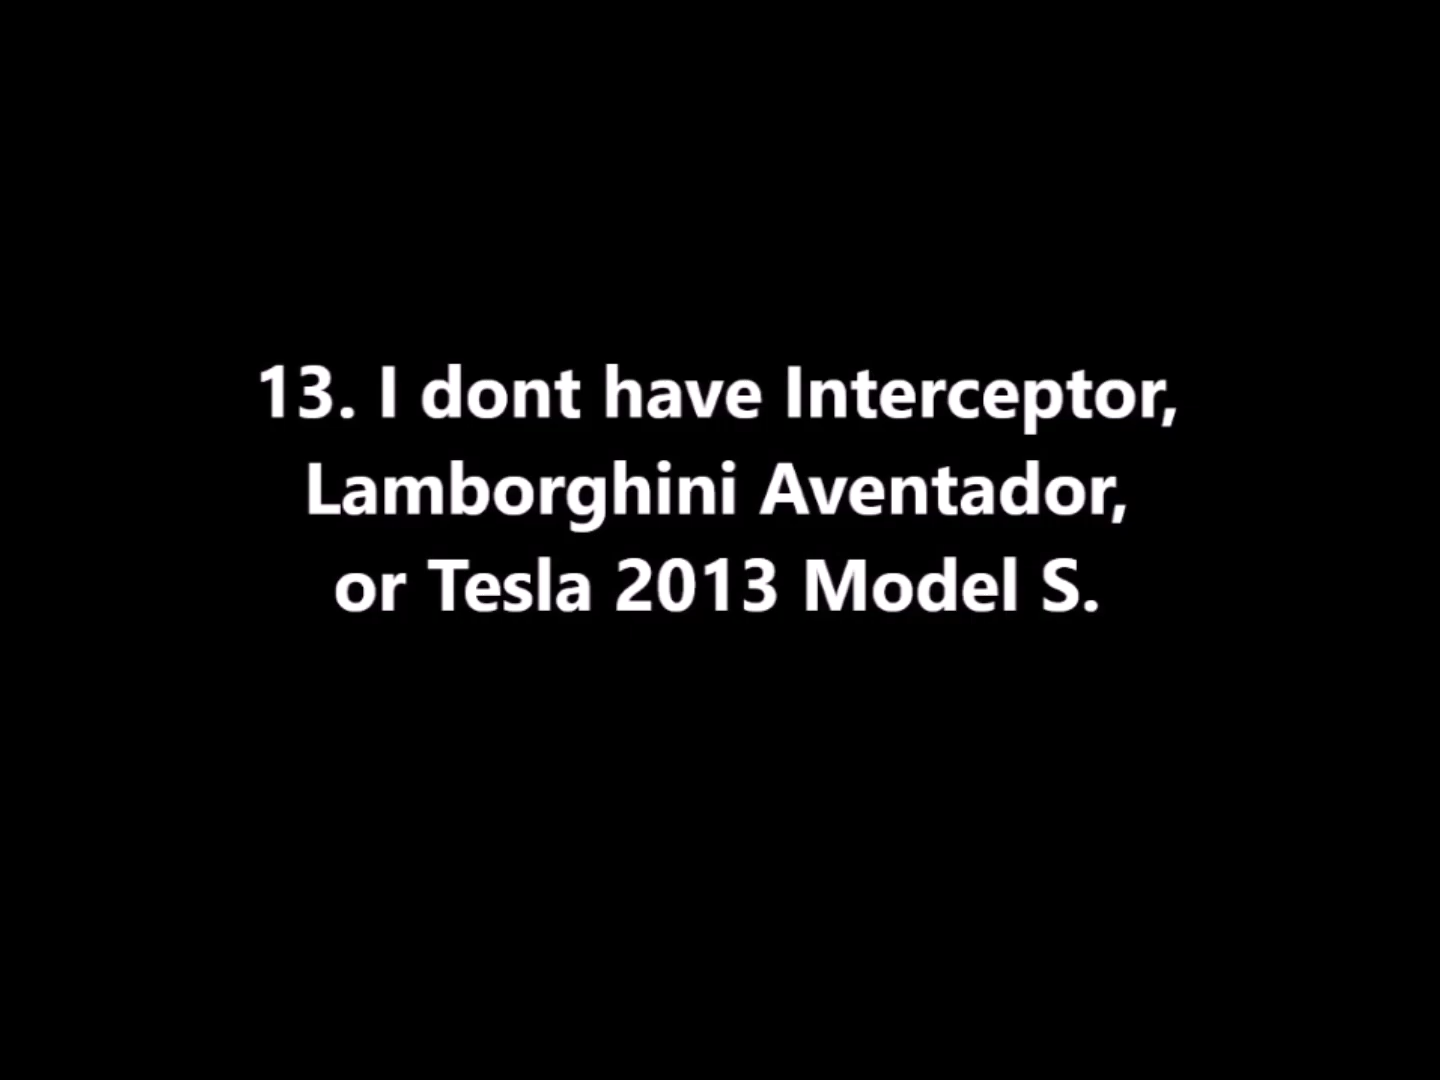 13. I dont have Interceptor,
Lamborghini Aventador,
or Tesla 2013 Model S.